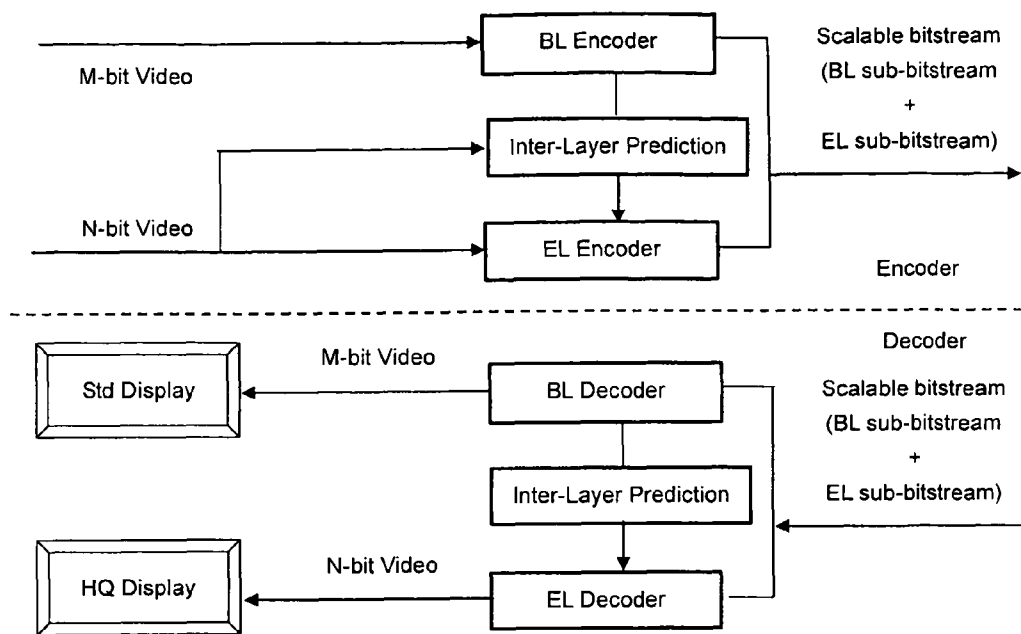 BL Encoder
M-bit Video
Scalable bitstream
(BL sub-bitstream
+
EL sub-bitstream)
Inter-Layer Prediction
N-bit Video
EL Encoder
Encoder
Decoder
Std Display
M-bit Video
BL Decoder
Scalable bitstream
(BL sub-bitstream
+
EL sub-bitstream)
Inter-Layer Prediction
HQ Display
N-bit Video
EL Decoder